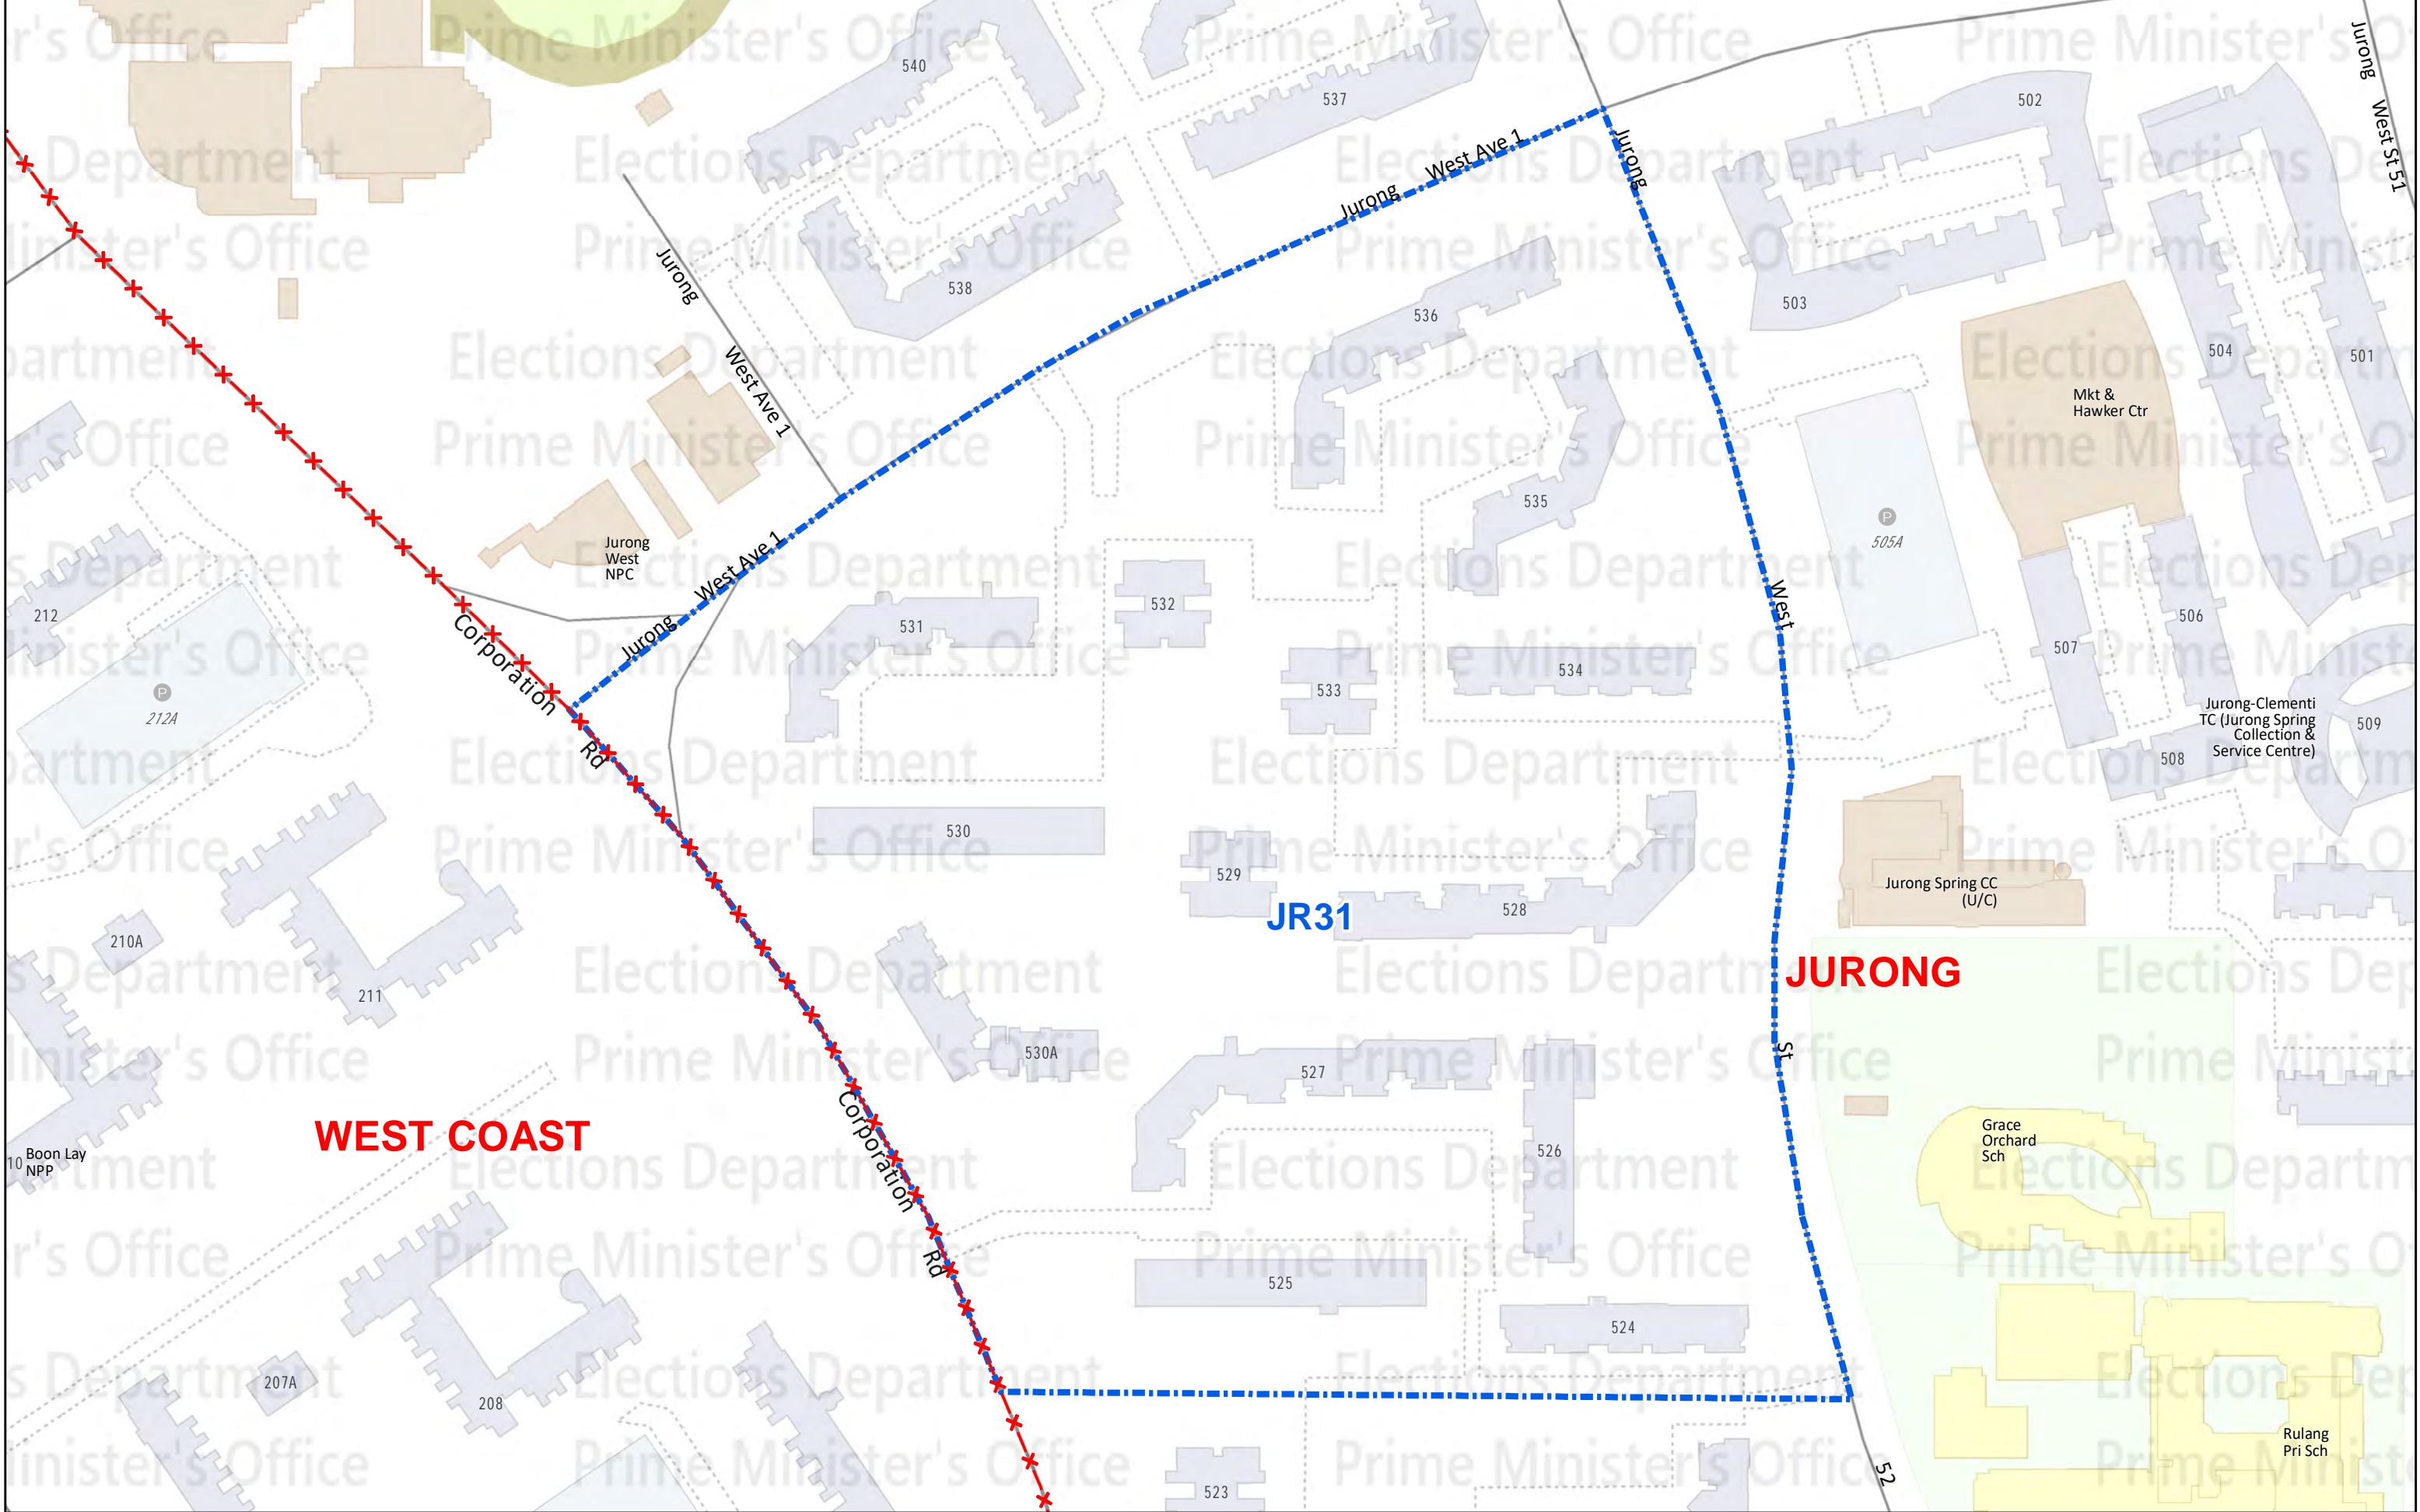 540
537
502
Jurong
West St 51
Jurong
West Ave 1
Jurong
538
536
503
504
501
Jurong
West Ave 1
Mkt &
Hawker Ctr
535
P
505A
Jurong
West
NPC
Jurong
West Ave 1
212
531
532
533
534
West
507
506
Corporation
Rd
P
212A
Jurong-Clementi
TC (Jurong Spring
Collection &
Service Centre)
509
508
530
529
528
JR31
Jurong Spring CC
(U/C)
210A
211
JURONG
530A
527
526
St
Corporation
Rd
WEST COAST
10
Boon Lay
NPP
Grace
Orchard
Sch
525
524
207A
208
523
52
Rulang
Pri Sch
Prime Minister's Office
Elections Department